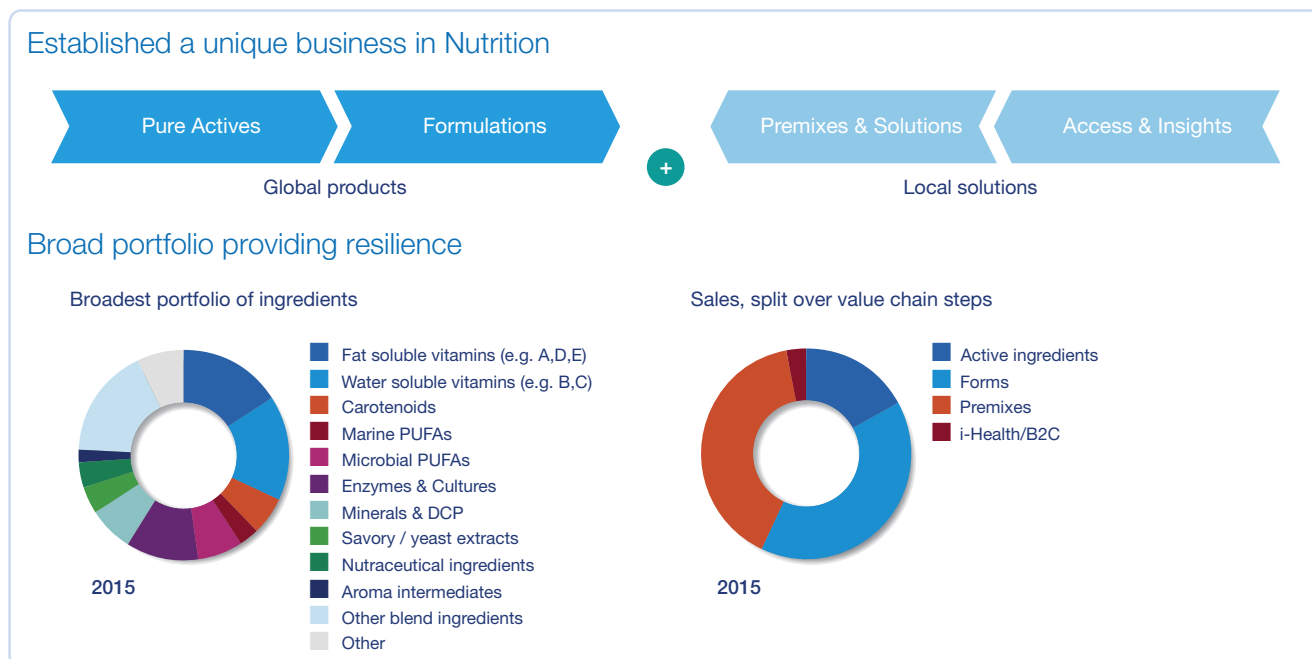 Established a unique business in Nutrition
Pure Actives
Formulations
Premixes & Solutions
Access & Insights
+
Global products
Local solutions
Broad portfolio providing resilience
Broadest portfolio of ingredients
Fat soluble vitamins (e.g. A,D,E)
Water soluble vitamins (e.g. B,C)
Carotenoids
Marine PUFAs
Microbial PUFAs
Enzymes & Cultures
Minerals & DCP
Savory / yeast extracts
Nutraceutical ingredients
Aroma intermediates
Other blend ingredients
Other
2015
Sales, split over value chain steps
Active ingredients
Forms
Premixes
i-Health/B2C
2015